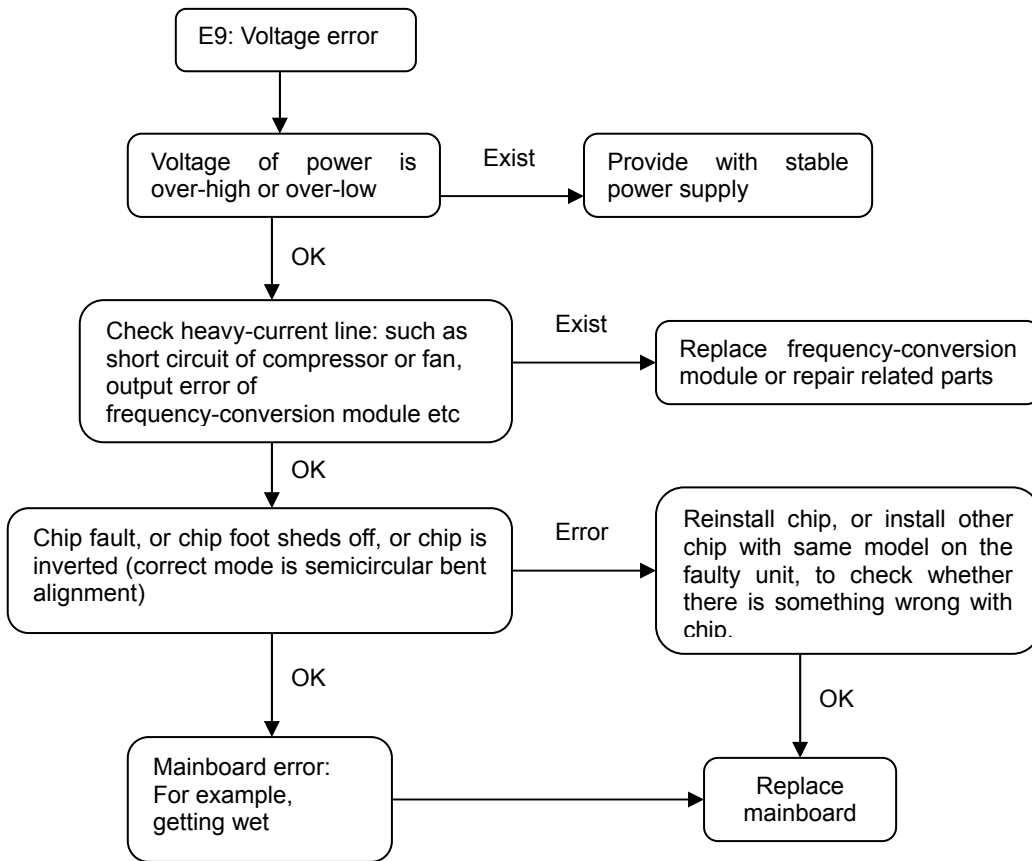 E9: Voltage error
Voltage of power is
over-high or over-low
Exist
Provide with stable
power supply
OK
Check heavy-current line: such as
short circuit of compressor or fan,
output error of
frequency-conversion module etc
Exist
Replace frequency-conversion
module or repair related parts
OK
Chip fault, or chip foot sheds off, or chip is
inverted (correct mode is semicircular bent
alignment)
Error
Reinstall chip, or install other
chip with same model on the
faulty unit, to check whether
there is something wrong with
chip.
OK
OK
Mainboard error:
For example,
getting wet
Replace
mainboard